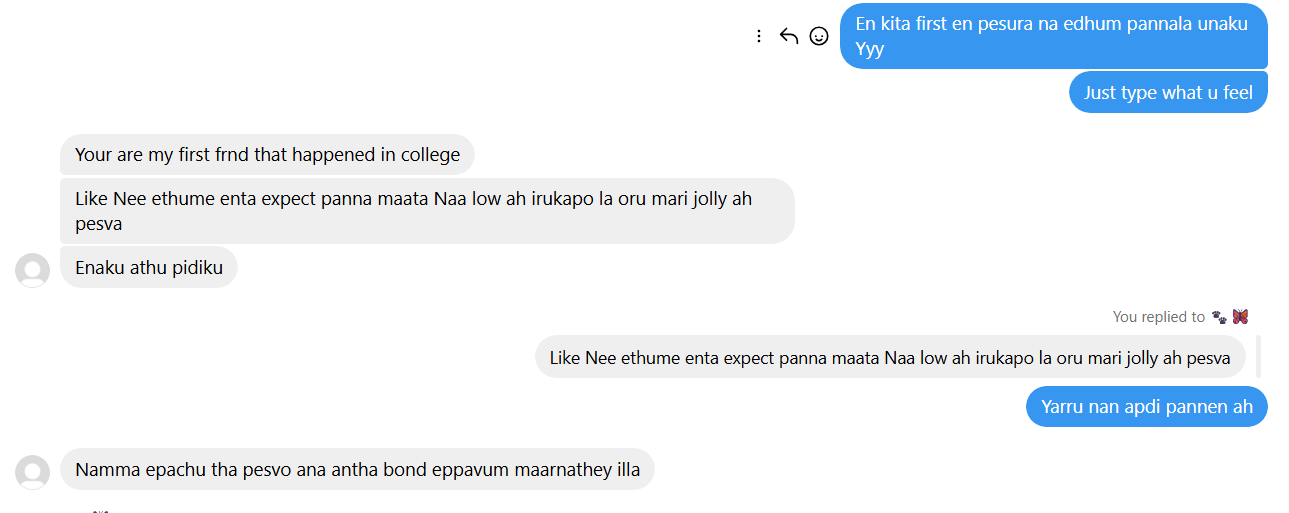 En kita first en pesura na edhum pannala unaku
Yyy
Just type what u feel
Your are my first frnd that happened in college
Like Nee ethume enta expect panna maata Naa low ah irukapo la oru mari jolly ah
pesva
Enaku athu pidiku
You replied to 🐾 🦋
Like Nee ethume enta expect panna maata Naa low ah irukapo la oru mari jolly ah pesva
Yarru nan apdi pannen ah
Namma epachu tha pesvo ana antha bond eppavum maarnathey illa